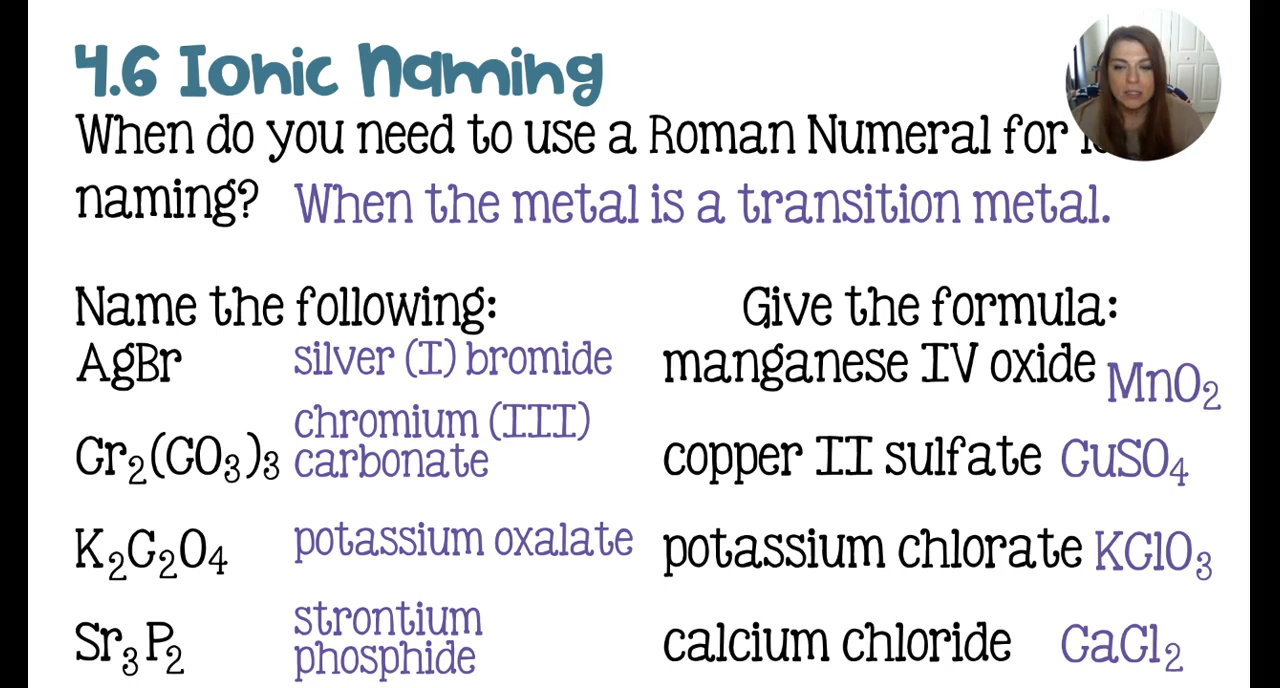 4.6 Ionic Naming
When do you need to use a Roman Numeral for
naming? When the metal is a transition metal.
Name the following:
AgBr silver (I) bromide
Cr₂(CO₃)₃ chromium (III)
carbonate
K₂C₂O₄ potassium oxalate
Sr₃P₂ strontium
phosphide
Give the formula:
manganese IV oxide MnO₂
copper II sulfate CuSO₄
potassium chlorate KClO₃
calcium chloride CaCl₂